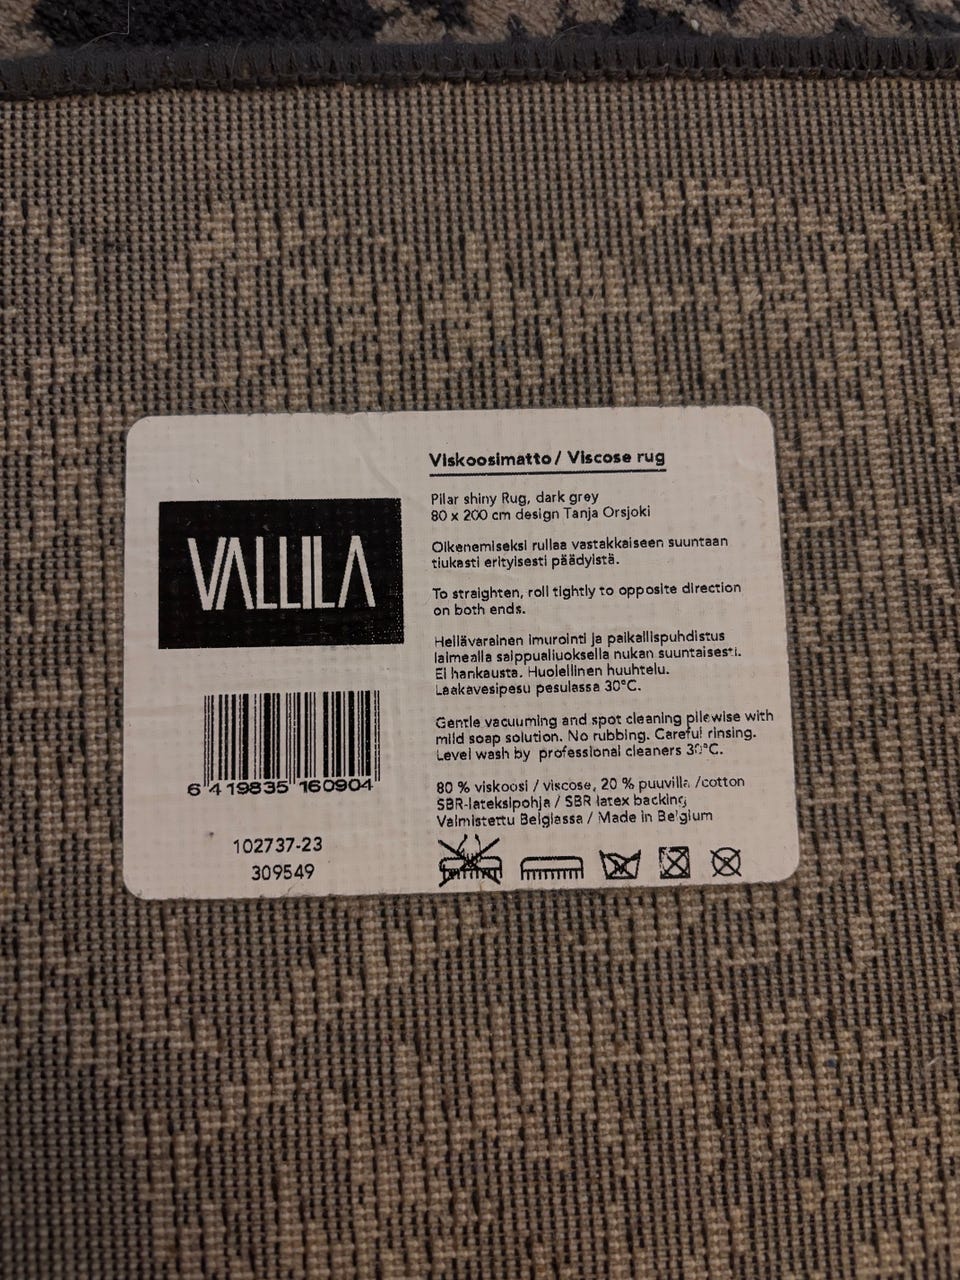 VALLILA
6 419835 160904
102737-23
309549
Viskoosimatto / Viscose rug
Pilar shiny Rug, dark grey
80 x 200 cm design Tanja Orsjoki
Oikenemiseksi rullaa vastakkaiseen suuntaan
tiukasti erityisesti päädyistä.
To straighten, roll tightly to opposite direction
on both ends.
Hellävarainen imurointi ja paikallispuhdistus
laimealla saippualiuoksella nukan suuntaisesti.
Ei hankausta. Huolellinen huuhtelu.
Laakavesipesu pesulassa 30°C.
Gentle vacuuming and spot cleaning pilewise with
mild soap solution. No rubbing. Careful rinsing.
Level wash by professional cleaners 30°C.
80 % viskoosi / viscose, 20 % puuvilla /cotton
SBR-lateksipohja / SBR latex backing
Valmistettu Belgiassa / Made in Belgium